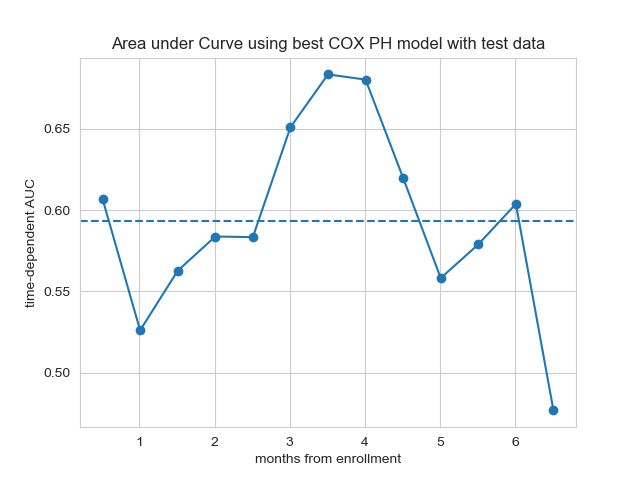 Area under Curve using best COX PH model with test data
time-dependent AUC
0.65
0.60
0.55
0.50
1 2 3 4 5 6
months from enrollment